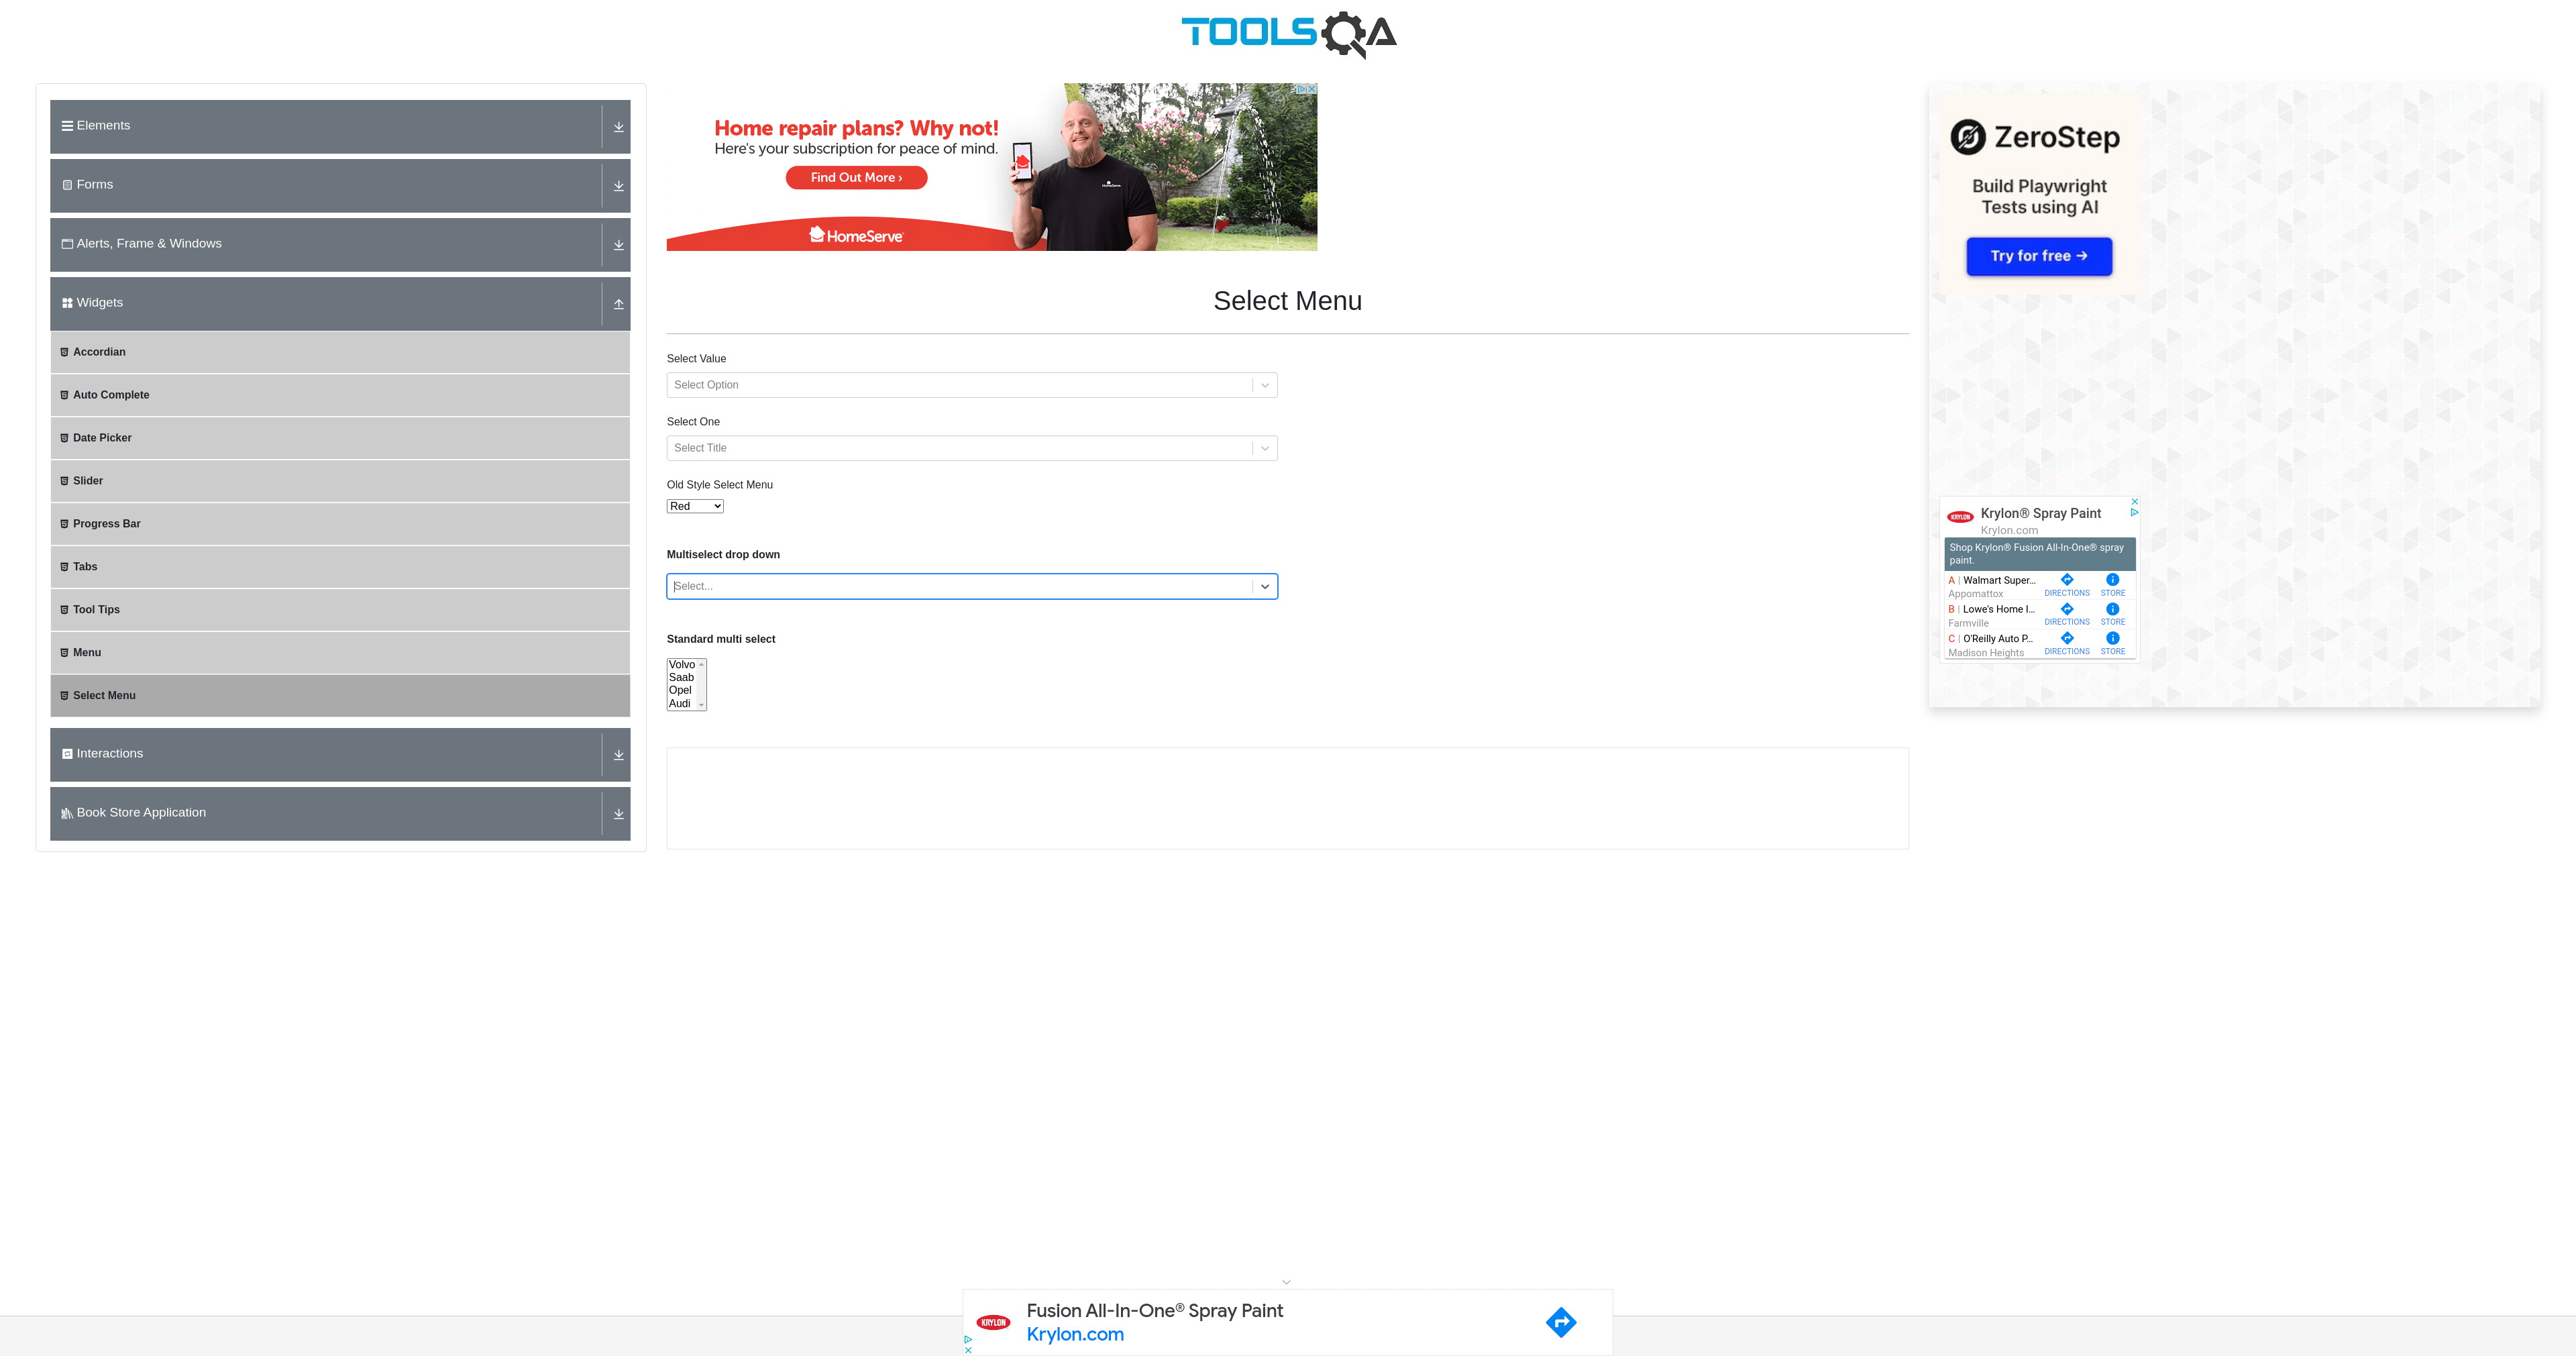 TOOLSQA
Elements
Forms
Alerts, Frame & Windows
Widgets
Accordian
Auto Complete
Date Picker
Slider
Progress Bar
Tabs
Tool Tips
Menu
Select Menu
Interactions
Book Store Application
Home repair plans? Why not!
Here's your subscription for peace of mind.
Find Out More ›
HomeServe
Select Menu
Select Value
Select Option
Select One
Select Title
Old Style Select Menu
Red
Multiselect drop down
Select...
Standard multi select
Volvo
Saab
Opel
Audi
ZeroStep
Build Playwright
Tests using AI
Try for free →
KRYLON
Krylon® Spray Paint
Krylon.com
Shop Krylon® Fusion All-In-One® spray
paint.
A | Walmart Super...
Appomattox
DIRECTIONS STORE
B | Lowe's Home I...
Farmville
DIRECTIONS STORE
C | O'Reilly Auto P...
Madison Heights
DIRECTIONS STORE
KRYLON
Fusion All-In-One® Spray Paint
Krylon.com